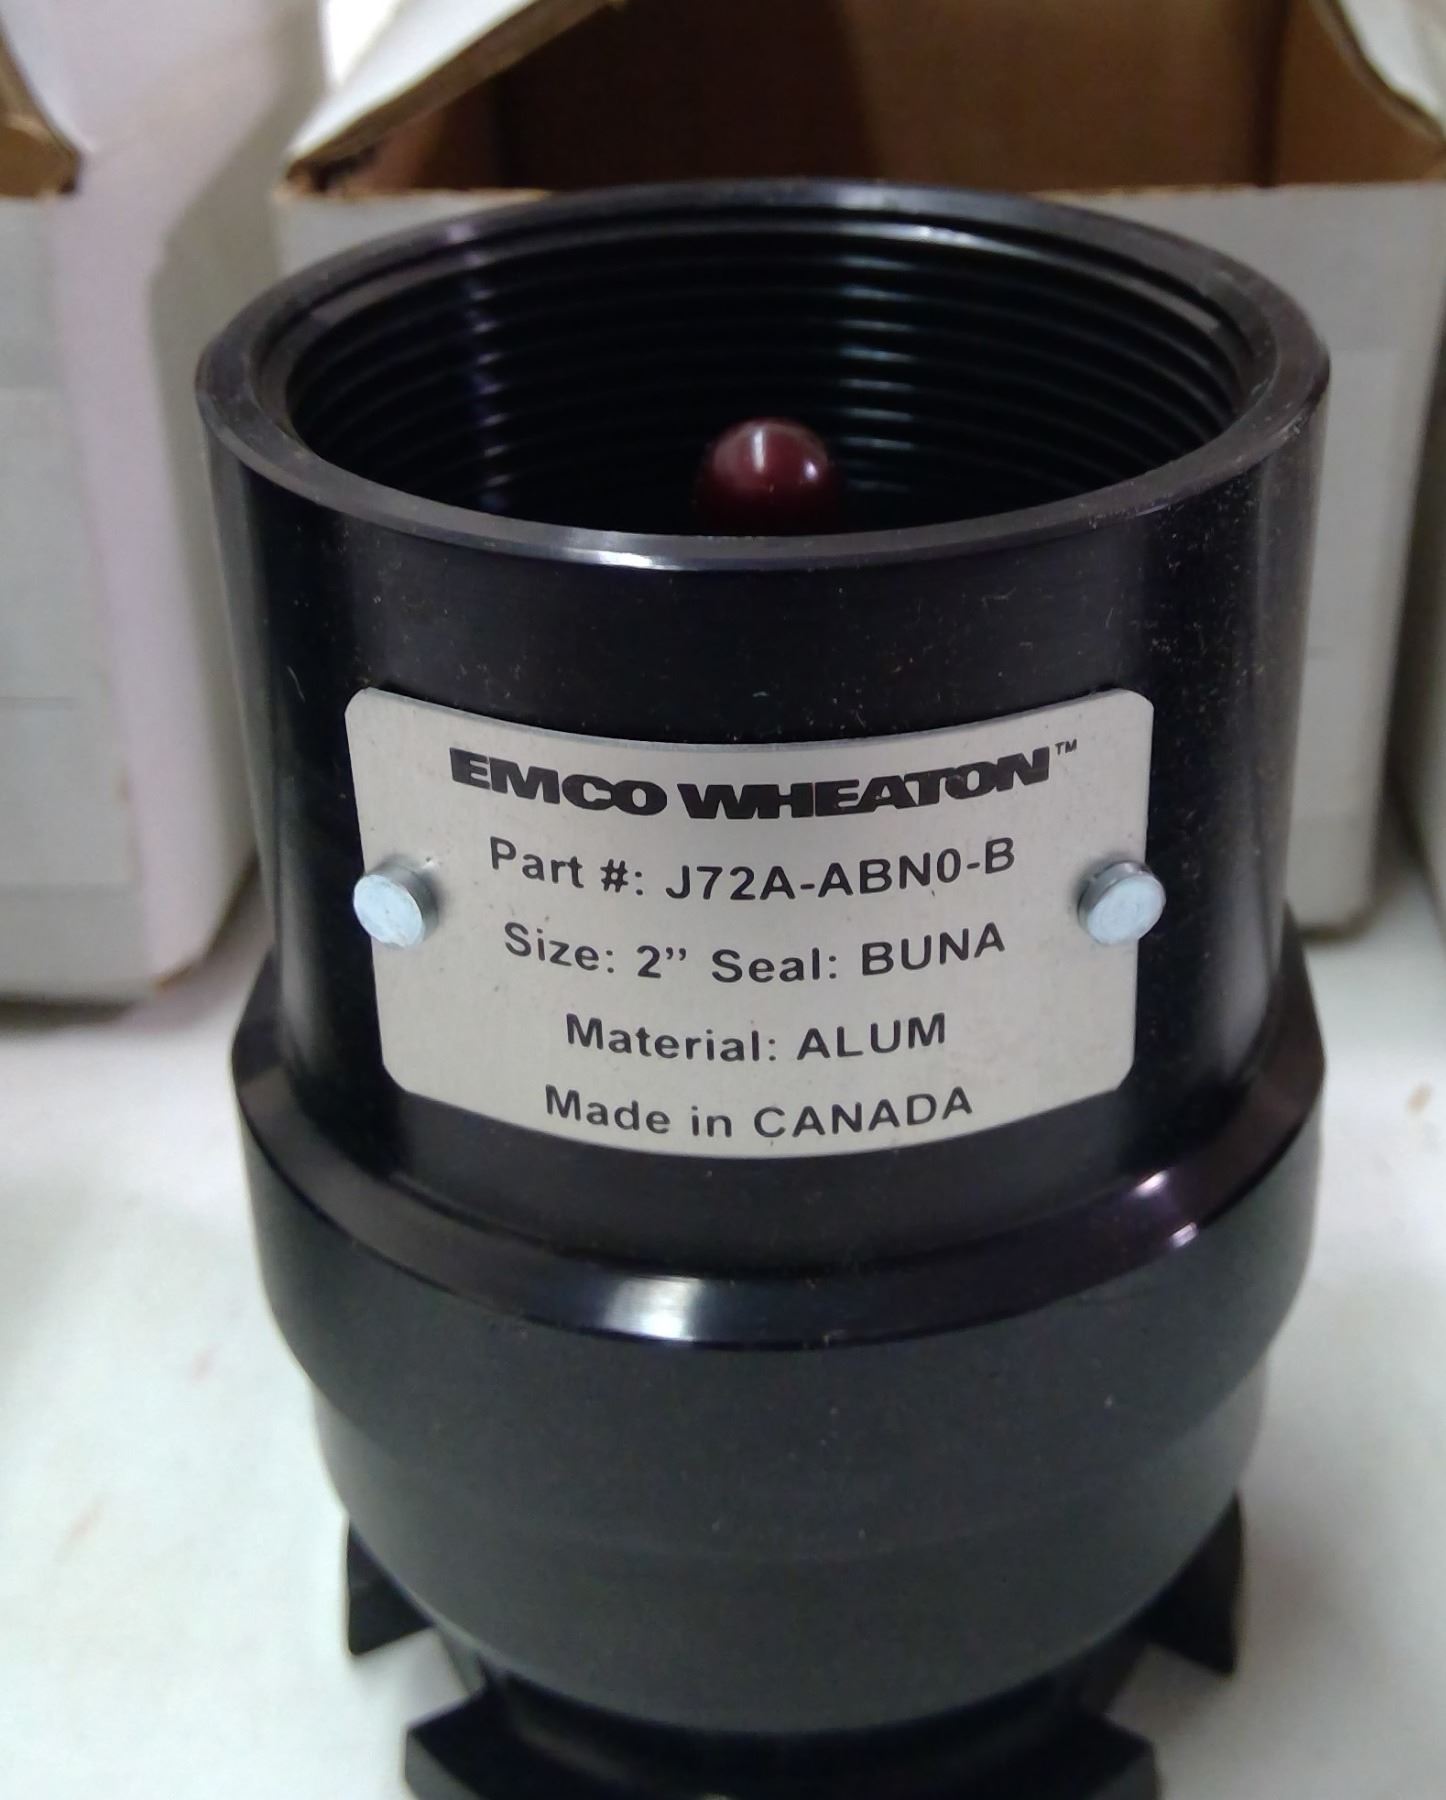 EMCO WHEATON™
Part #: J72A-ABN0-B
Size: 2” Seal: BUNA
Material: ALUM
Made in CANADA